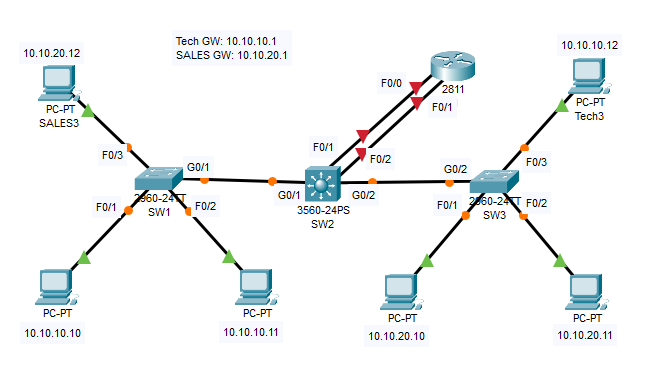 Tech GW: 10.10.10.1
SALES GW: 10.10.20.1
10.10.20.12
10.10.10.12
PC-PT
SALES3
F0/0
2811
F0/1
PC-PT
Tech3
F0/1
F0/2
F0/3
F0/3
G0/1
G0/2
F0/1
2960-24TT
SW1
F0/2
G0/1
3560-24PS
SW2
G0/2
F0/1
2960-24TT
SW3
F0/2
PC-PT
10.10.10.10
PC-PT
10.10.10.11
PC-PT
10.10.20.10
PC-PT
10.10.20.11